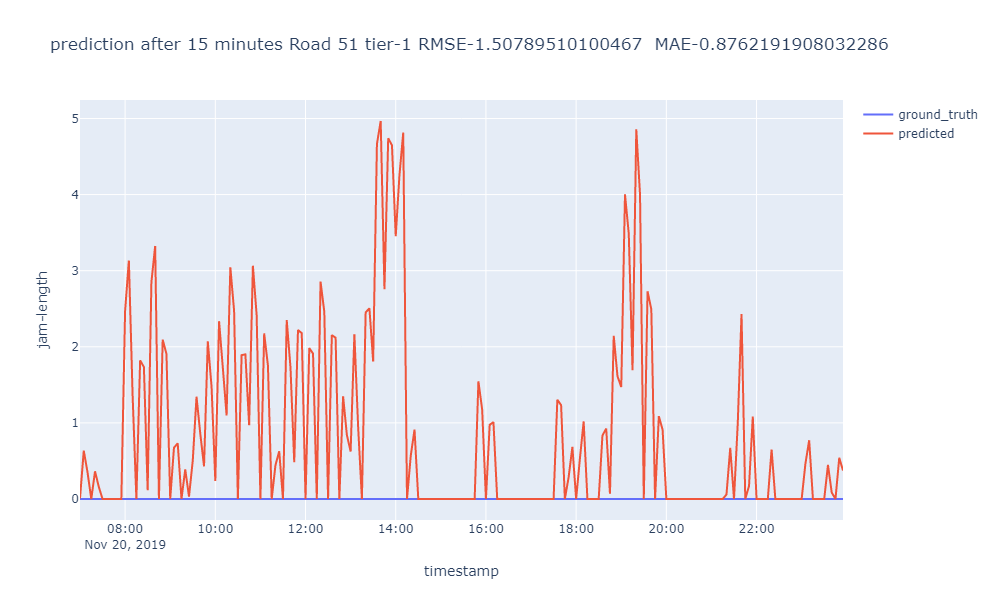 prediction after 15 minutes Road 51 tier-1 RMSE-1.50789510100467  MAE-0.8762191908032286
ground_truth
predicted
5
4
3
2
1
0
jam-length
08:00 10:00 12:00 14:00 16:00 18:00 20:00 22:00
Nov 20, 2019
timestamp